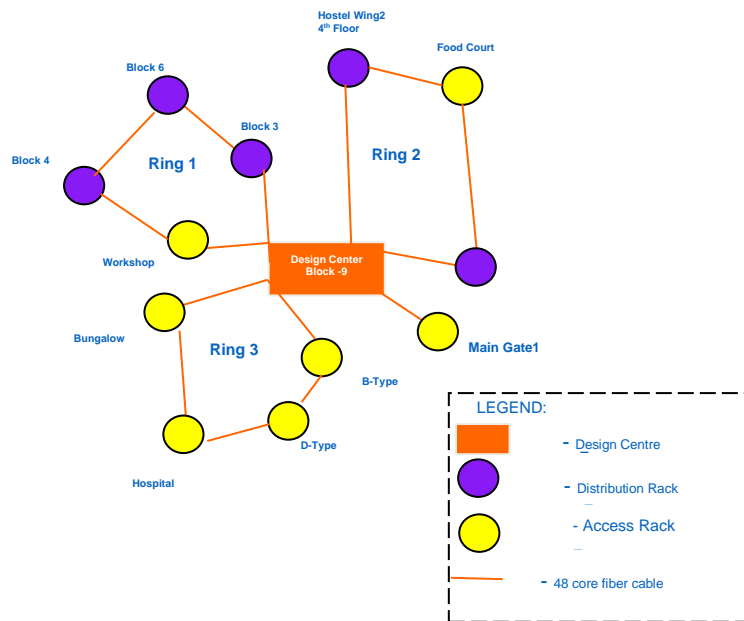 Hostel Wing2
4th Floor
Food Court
Block 6
Block 3
Ring 1
Ring 2
Block 4
Workshop
Design Center
Block -9
Bungalow
Ring 3
Main Gate1
B-Type
D-Type
Hospital
LEGEND:
- Design Centre
- Distribution Rack
- Access Rack
- 48 core fiber cable